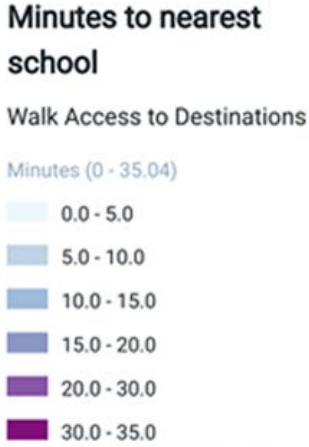 Minutes to nearest
school
Walk Access to Destinations
Minutes (0 - 35.04)
0.0 - 5.0
5.0 - 10.0
10.0 - 15.0
15.0 - 20.0
20.0 - 30.0
30.0 - 35.0